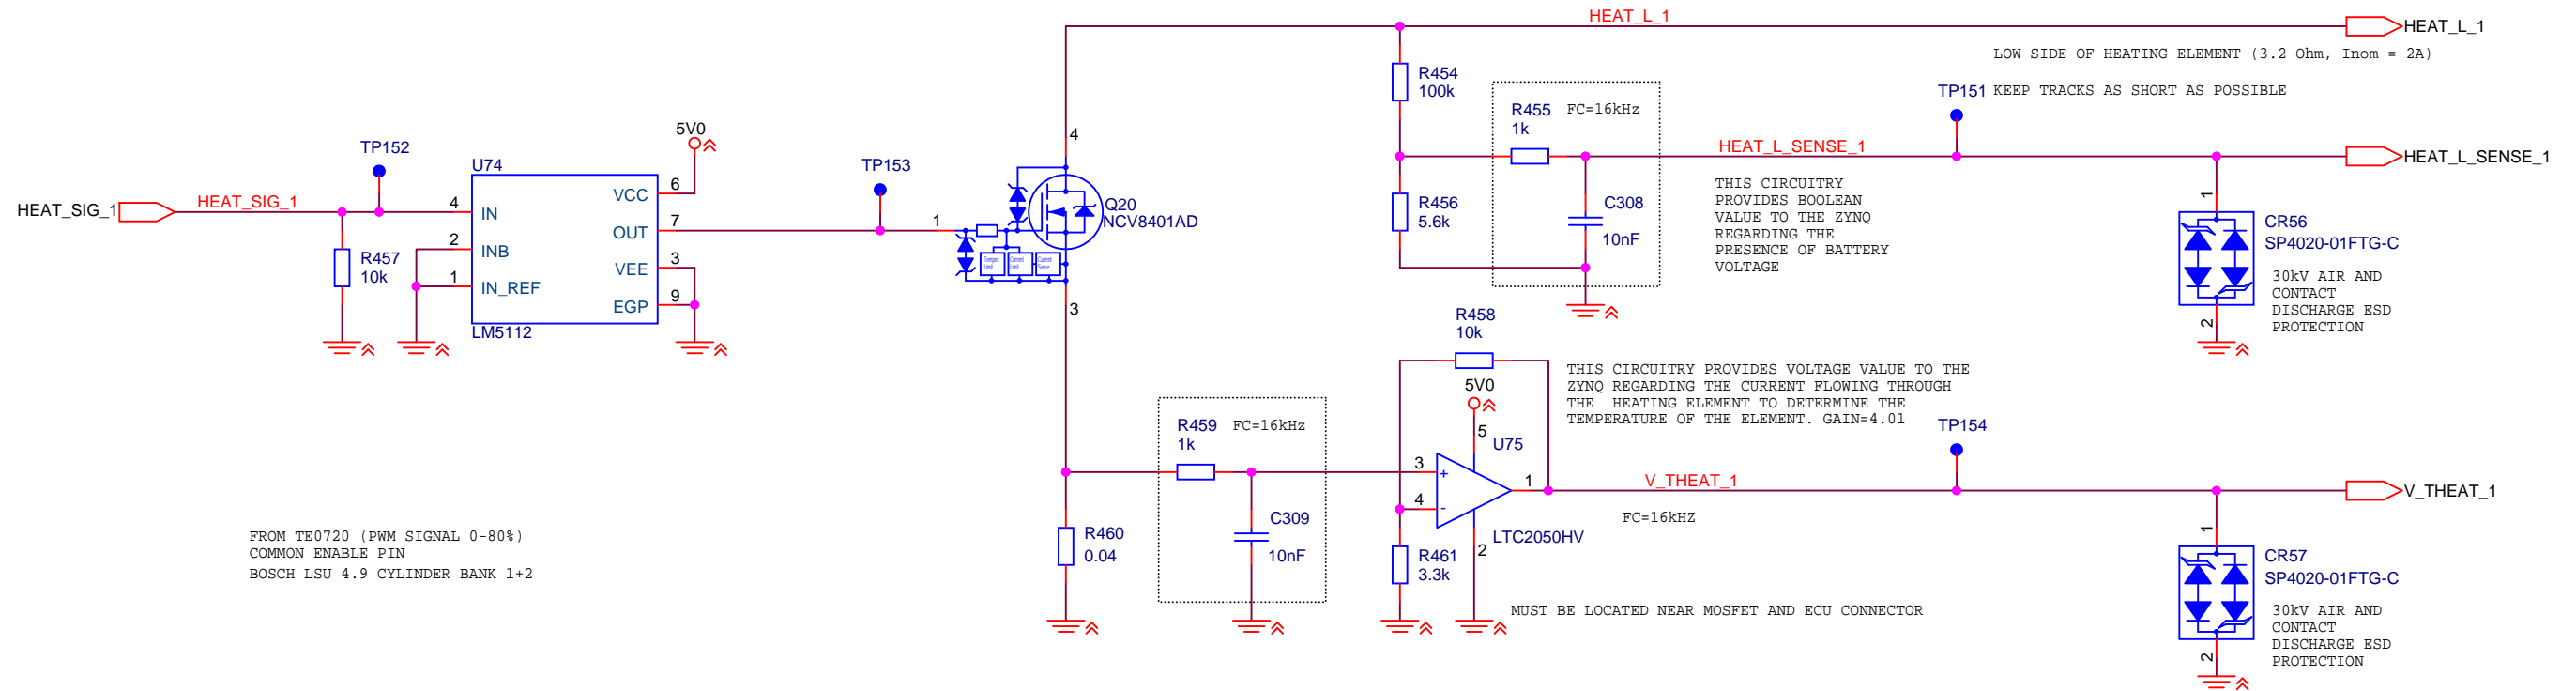 HEAT_L_1
HEAT_L_1
LOW SIDE OF HEATING ELEMENT (3.2 Ohm, Inom = 2A)
R454
100k
TP151
KEEP TRACKS AS SHORT AS POSSIBLE
R455
1k
FC=16kHz
4
5V0
TP152
U74
TP153
HEAT_L_SENSE_1
HEAT_L_SENSE_1
HEAT_SIG_1
HEAT_SIG_1
4
IN
2
INB
1
IN_REF
VCC
6
OUT
7
VEE
3
EGP
9
LM5112
R457
10k
1
Q20
NCV8401AD
Temper
Limit
Current
Limit
Current
Sense
3
R456
5.6k
C308
10nF
THIS CIRCUITRY
PROVIDES BOOLEAN
VALUE TO THE ZYNQ
REGARDING THE
PRESENCE OF BATTERY
VOLTAGE
1
CR56
SP4020-01FTG-C
30kV AIR AND
CONTACT
DISCHARGE ESD
PROTECTION
2
R458
10k
THIS CIRCUITRY PROVIDES VOLTAGE VALUE TO THE
ZYNQ REGARDING THE CURRENT FLOWING THROUGH
THE HEATING ELEMENT TO DETERMINE THE
TEMPERATURE OF THE ELEMENT. GAIN=4.01
5V0
5
U75
R459
1k
FC=16kHz
TP154
3
+
4
-
1
2
LTC2050HV
V_THEAT_1
V_THEAT_1
FC=16kHZ
R460
0.04
C309
10nF
R461
3.3k
MUST BE LOCATED NEAR MOSFET AND ECU CONNECTOR
1
CR57
SP4020-01FTG-C
30kV AIR AND
CONTACT
DISCHARGE ESD
PROTECTION
2
FROM TE0720 (PWM SIGNAL 0-80%)
COMMON ENABLE PIN
BOSCH LSU 4.9 CYLINDER BANK 1+2